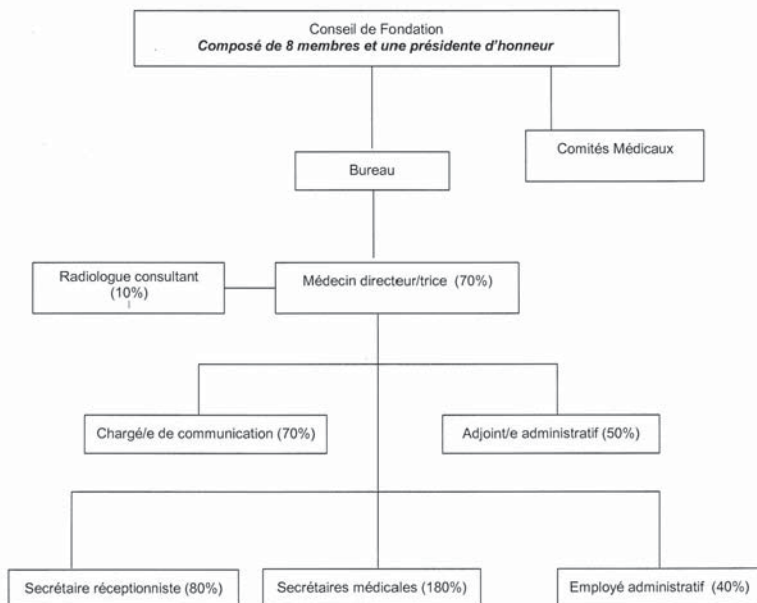 Conseil de Fondation
Composé de 8 membres et une présidente d'honneur
Comités Médicaux
Bureau
Radiologue consultant
(10%)
Médecin directeur/trice (70%)
Chargé/e de communication (70%)
Adjoint/e administratif (50%)
Secrétaire réceptionniste (80%)
Secrétaires médicales (180%)
Employé administratif (40%)